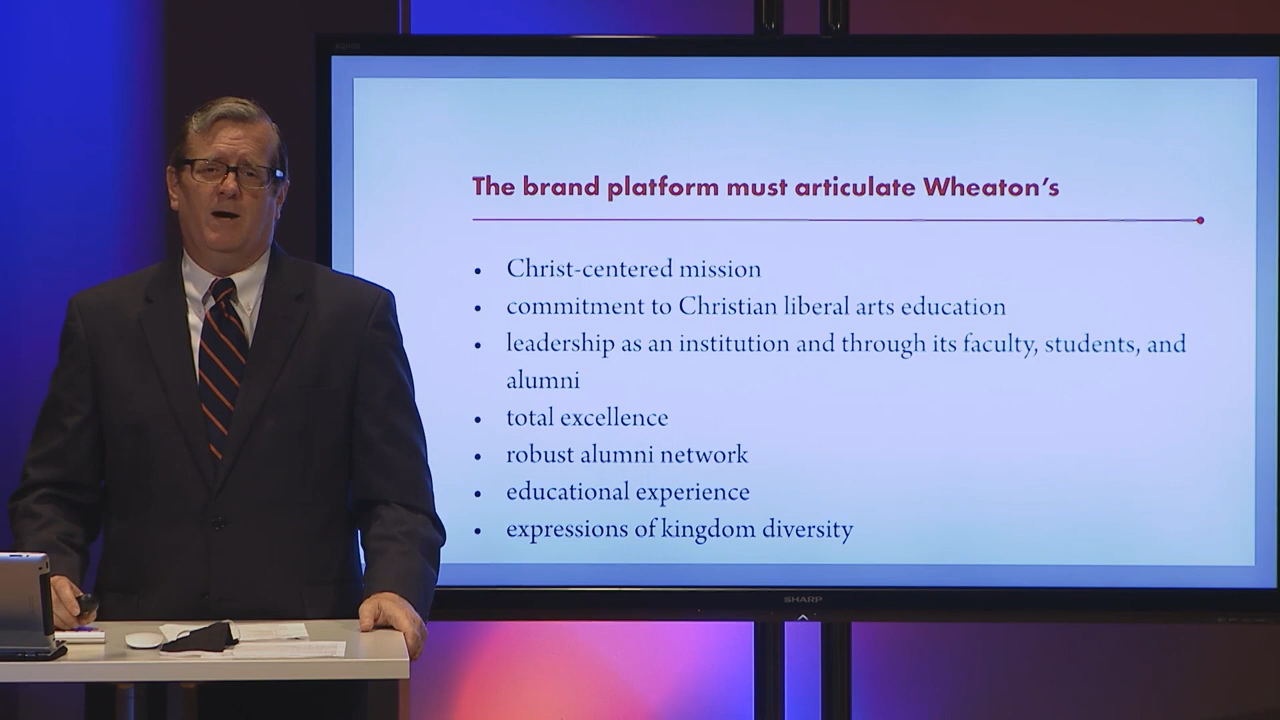 The brand platform must articulate Wheaton's
• Christ-centered mission
• commitment to Christian liberal arts education
• leadership as an institution and through its faculty, students, and
alumni
• total excellence
• robust alumni network
• educational experience
• expressions of kingdom diversity
SHARP